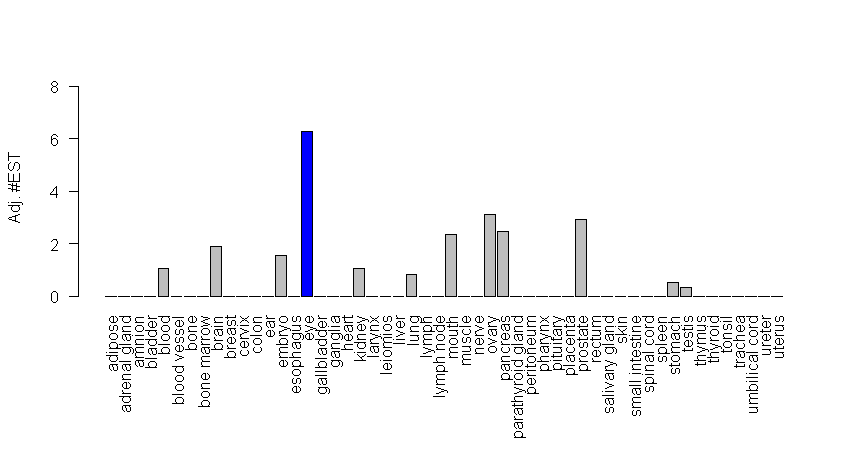 8
6
4
2
0
Adj. #EST
adipose
adrenal gland
amnion
bladder
blood
blood vessel
bone
bone marrow
brain
breast
cervix
colon
ear
embryo
esophagus
eye
gallbladder
ganglia
heart
kidney
larynx
leiomios
liver
lung
lymph
lymph node
mouth
muscle
nerve
ovary
pancreas
parathyroid gland
peritoneum
pharynx
pituitary
placenta
prostate
rectum
salivary gland
skin
small intestine
spinal cord
spleen
stomach
testis
thymus
thyroid
tonsil
trachea
umbilical cord
ureter
uterus